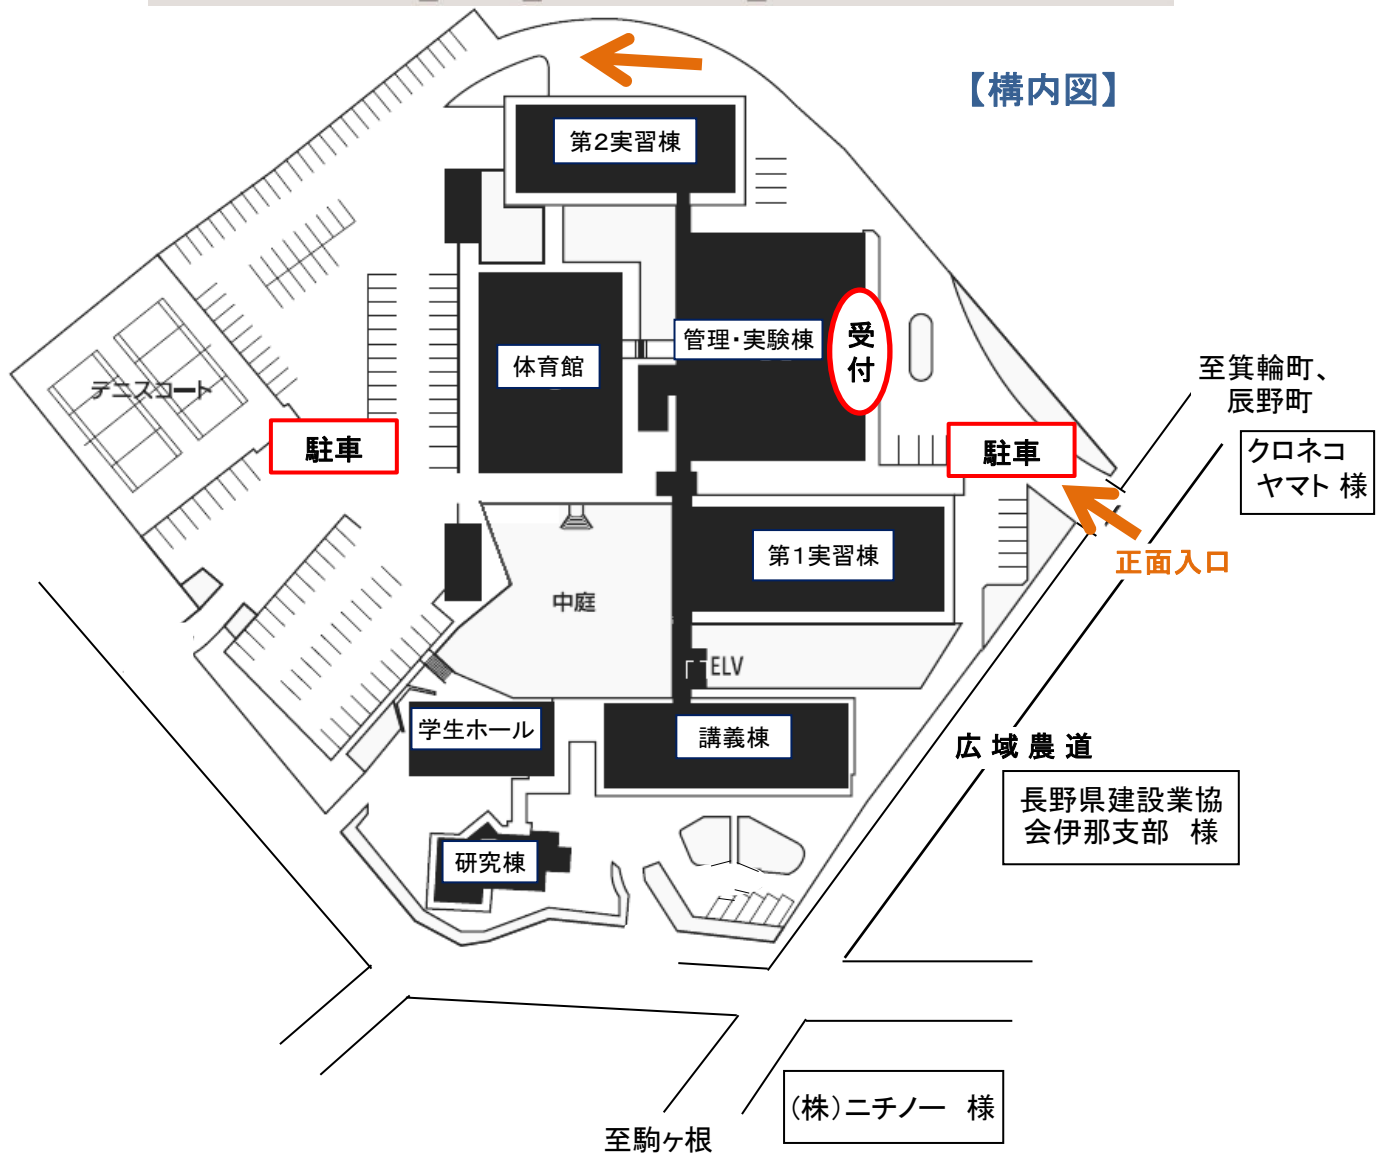 【構内図】
第2実習棟
管理・実験棟
受
付
体育館
テニスコート
至箕輪町、
辰野町
駐車
駐車
クロネコ
ヤマト 様
正面入口
第1実習棟
中庭
ELV
学生ホール
講義棟
広域農道
長野県建設業協
会伊那支部 様
研究棟
(株)ニチノー 様
至駒ヶ根